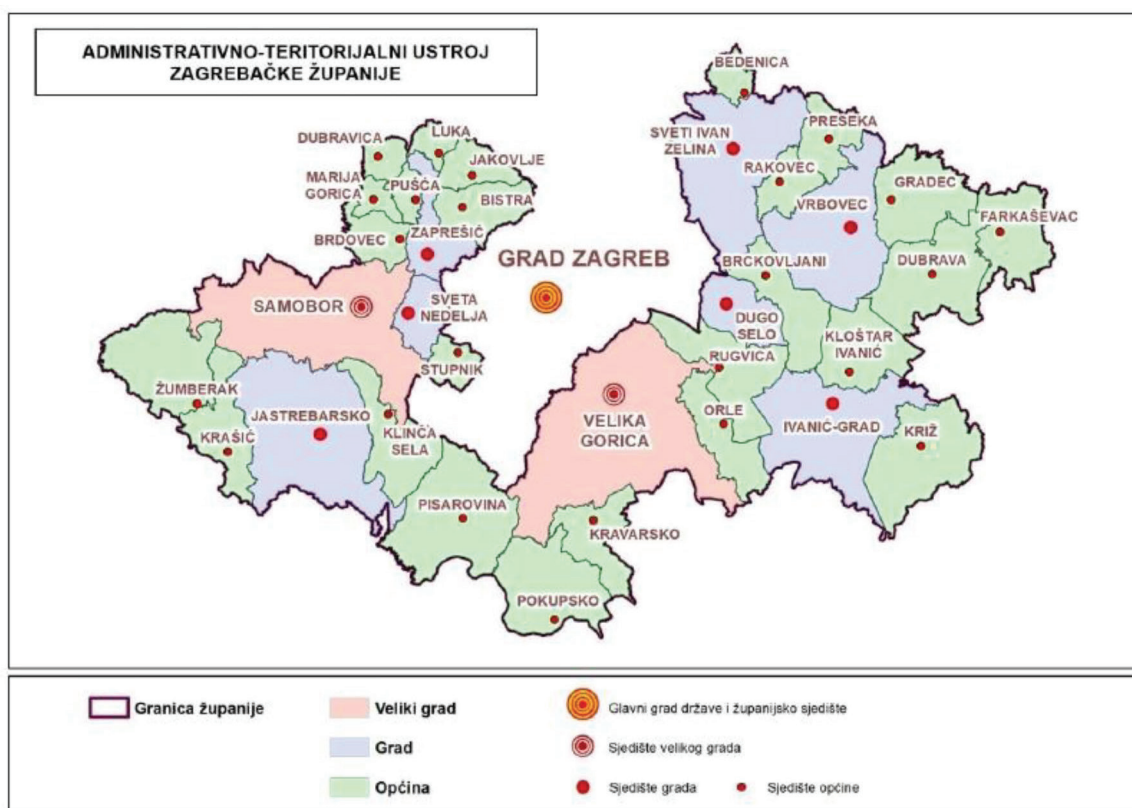 ADMINISTRATIVNO-TERITORIJALNI USTROJ
ZAGREBAČKE ŽUPANIJE
BEDENICA
PRESEKA
SVETI IVAN
ZELINA
RAKOVEC
GRADEC
VRBOVEC
FARKAŠEVAC
DUBRAVA
BRCKOVLJANI
DUGO
SELO
KLOŠTAR
IVANIĆ
RUGVICA
ORLE
IVANIĆ-GRAD
KRIŽ
DUBRAVICA
LUKA
JAKOVLJE
MARIJA
GORICA
PUŠĆA
BISTRA
BRDOVEC
ZAPREŠIĆ
GRAD ZAGREB
SAMOBOR
SVETA
NEDELJA
STUPNIK
ŽUMBERAK
JASTREBARSKO
KLINČA
SELA
KRAŠIĆ
VELIKA
GORICA
PISAROVINA
KRAVARSKO
POKUPSKO
Granica županije
Veliki grad
Grad
Općina
Glavni grad države i županijsko sjedište
Sjedište velikog grada
Sjedište grada
Sjedište općine